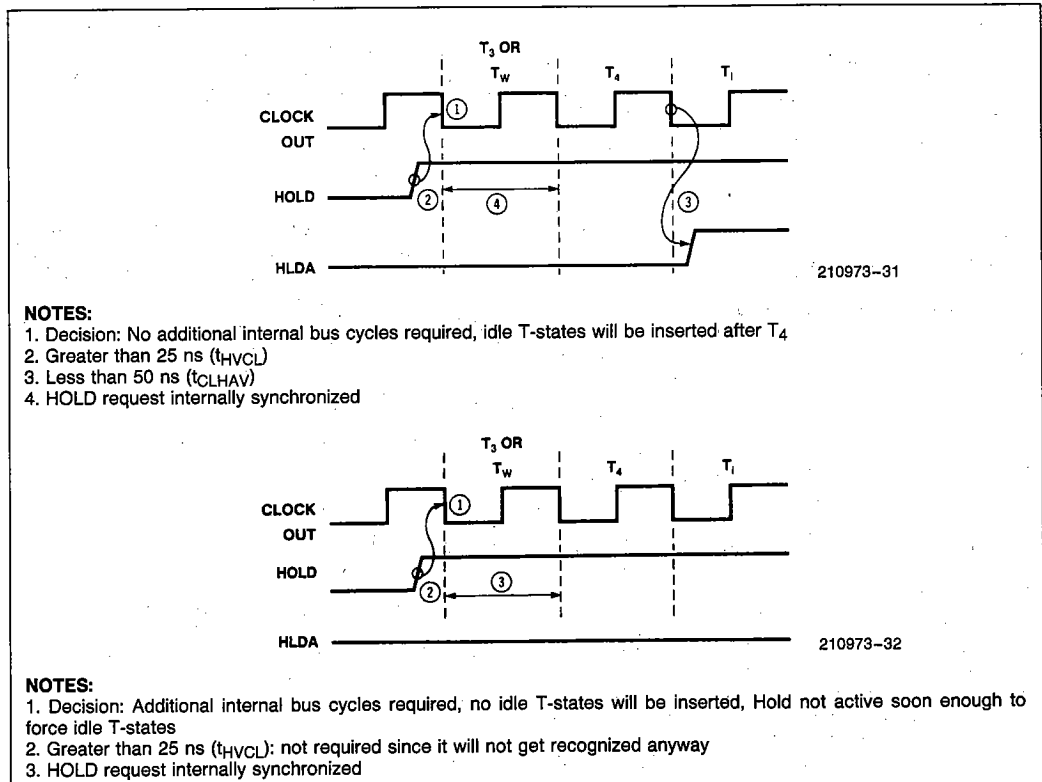 T3 OR
TW T4 Ti
CLOCK
OUT
①
HOLD
② ④ ③
HLDA
210973–31
NOTES:
1. Decision: No additional internal bus cycles required, idle T-states will be inserted after T4
2. Greater than 25 ns (tHVCL)
3. Less than 50 ns (tCLHAV)
4. HOLD request internally synchronized
T3 OR
TW T4 Ti
CLOCK
OUT
①
HOLD
② ③
HLDA
210973–32
NOTES:
1. Decision: Additional internal bus cycles required, no idle T-states will be inserted, Hold not active soon enough to
force idle T-states
2. Greater than 25 ns (tHVCL): not required since it will not get recognized anyway
3. HOLD request internally synchronized